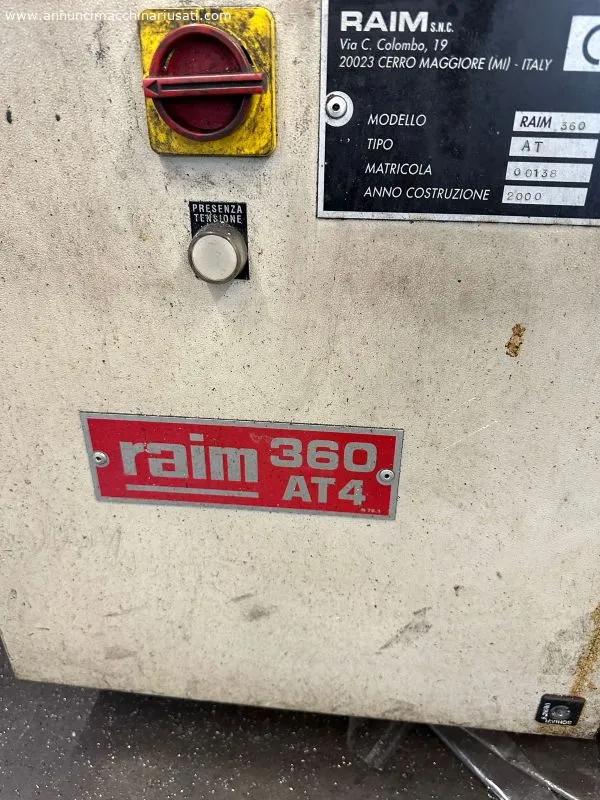 www.annuncimacchinariusati.com
RAIM S.N.C.
Via C. Colombo, 19
20023 CERRO MAGGIORE (MI) - ITALY
MODELLO RAIM 360
TIPO AT
MATRICOLA 00138
ANNO COSTRUZIONE 2000
PRESENZA
TENSIONE
raim 360
AT4